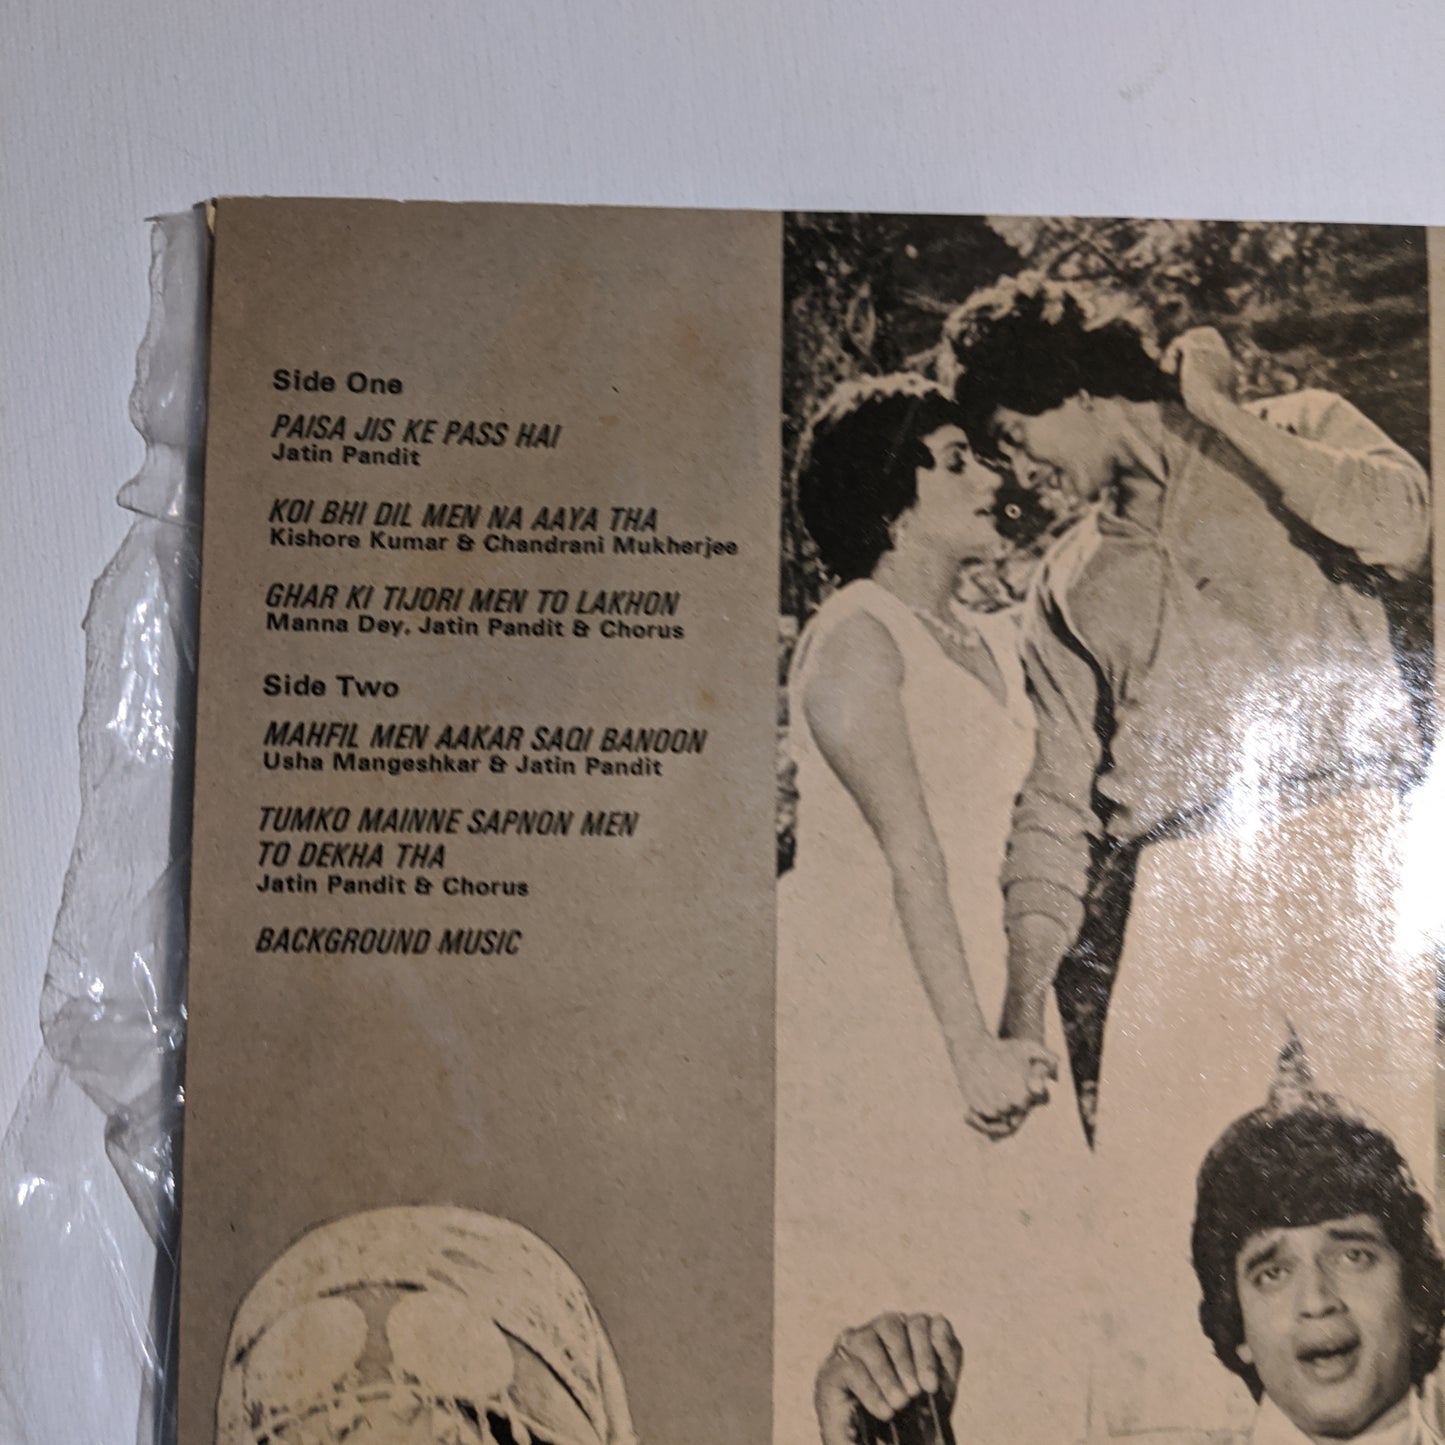 Side One
PAISA JIS KE PASS HAI
Jatin Pandit
KOI BHI DIL MEN NA AAYA THA
Kishore Kumar & Chandrani Mukherjee
GHAR KI TIJORI MEN TO LAKHON
Manna Dey, Jatin Pandit & Chorus
Side Two
MAHFIL MEN AAKAR SAQI BANOON
Usha Mangeshkar & Jatin Pandit
TUMKO MAINNE SAPNON MEN
TO DEKHA THA
Jatin Pandit & Chorus
BACKGROUND MUSIC